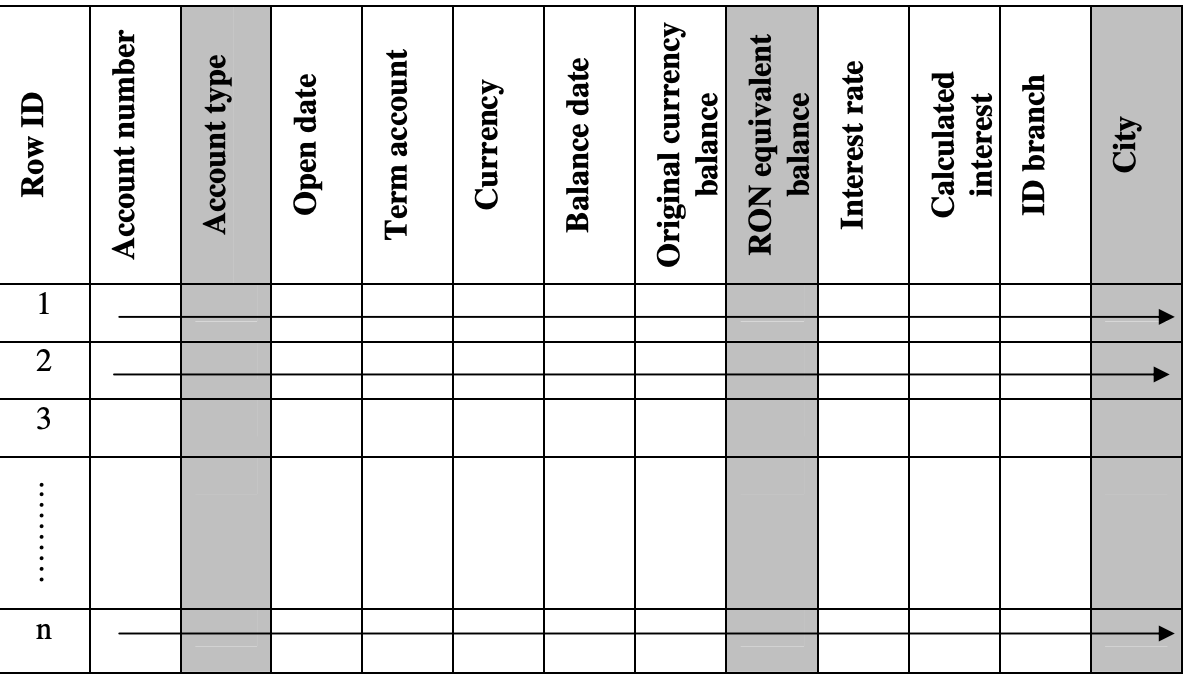 Row ID
Account number
Account type
Open date
Term account
Currency
Balance date
Original currency
balance
RON equivalent
balance
Interest rate
Calculated
interest
ID branch
City
1
2
3
.........
n